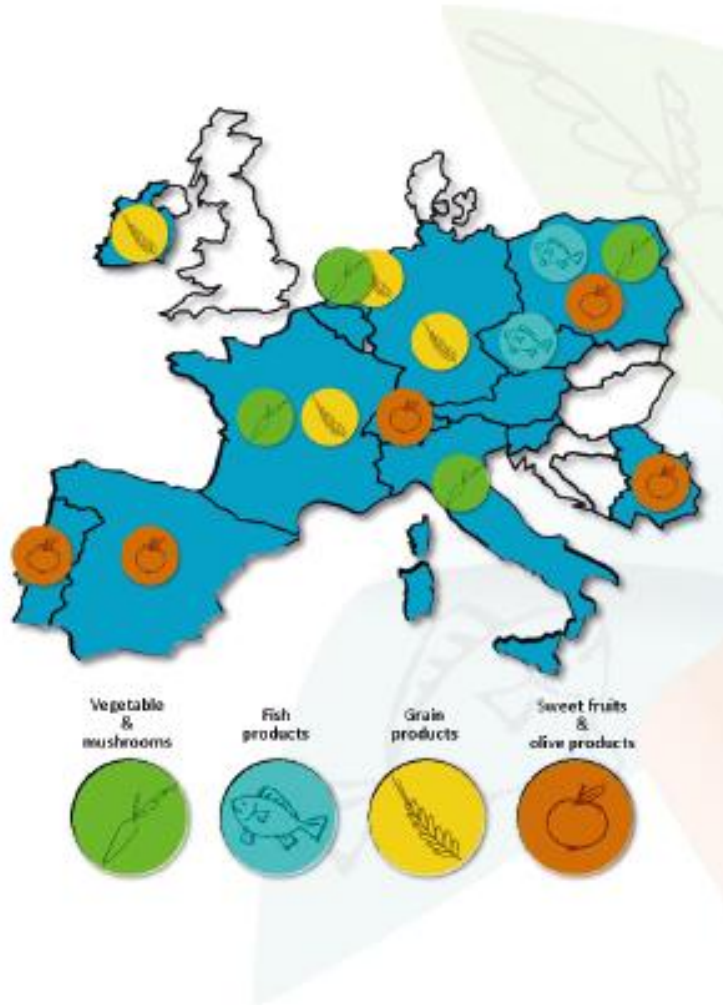 Vegetable
&
mushrooms
Fish
products
Grain
products
Sweet fruits
&
olive products